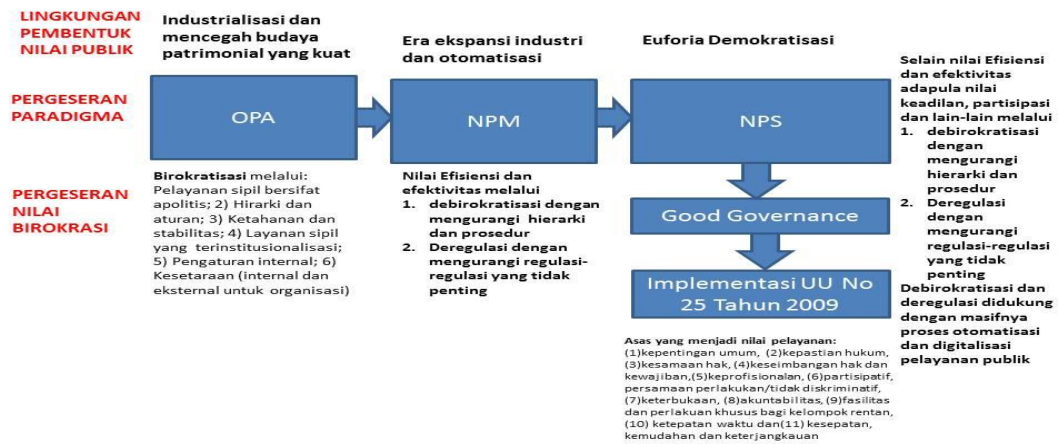 LINGKUNGAN
PEMBENTUK
NILAI PUBLIK
Industrialisasi dan
mencegah budaya
patrimonial yang kuat
Era ekspansi industri
dan otomatisasi
Euforia Demokratisasi
PERGESERAN
PARADIGMA
OPA
NPM
NPS
PERGESERAN
NILAI
BIROKRASI
Birokratisasi melalui:
Pelayanan sipil bersifat
apolitis; 2) Hirarki dan
aturan; 3) Ketahanan dan
stabilitas; 4) Layanan sipil
yang terinstitusionalisasi;
5) Pengaturan internal; 6)
Kesetaraan (internal dan
eksternal untuk organisasi)
Nilai Efisiensi dan
efektivitas melalui
1. debirokratisasi dengan
mengurangi hierarki
dan prosedur
2. Deregulasi dengan
mengurangi regulasi-
regulasi yang tidak
penting
Good Governance
Implementasi UU No
25 Tahun 2009
Asas yang menjadi nilai pelayanan:
(1)kepentingan umum, (2)kepastian hukum,
(3)kesamaan hak, (4)keseimbangan hak dan
kewajiban,(5)keprofisionalan, (6)partisipatif,
persamaan perlakukan/tidak diskriminatif,
(7)keterbukaan, (8)akuntabilitas, (9)fasilitas
dan perlakuan khusus bagi kelompok rentan,
(10) ketepatan waktu dan(11) kesepatan,
kemudahan dan keterjangkauan
Selain nilai Efisiensi
dan efektivitas
adapula nilai
keadilan, partisipasi
dan lain-lain melalui
1. debirokratisasi
dengan
mengurangi
hierarki dan
prosedur
2. Deregulasi
dengan
mengurangi
regulasi-regulasi
yang tidak
penting
Debirokratisasi dan
deregulasi didukung
dengan masifnya
proses otomatisasi
dan digitalisasi
pelayanan publik